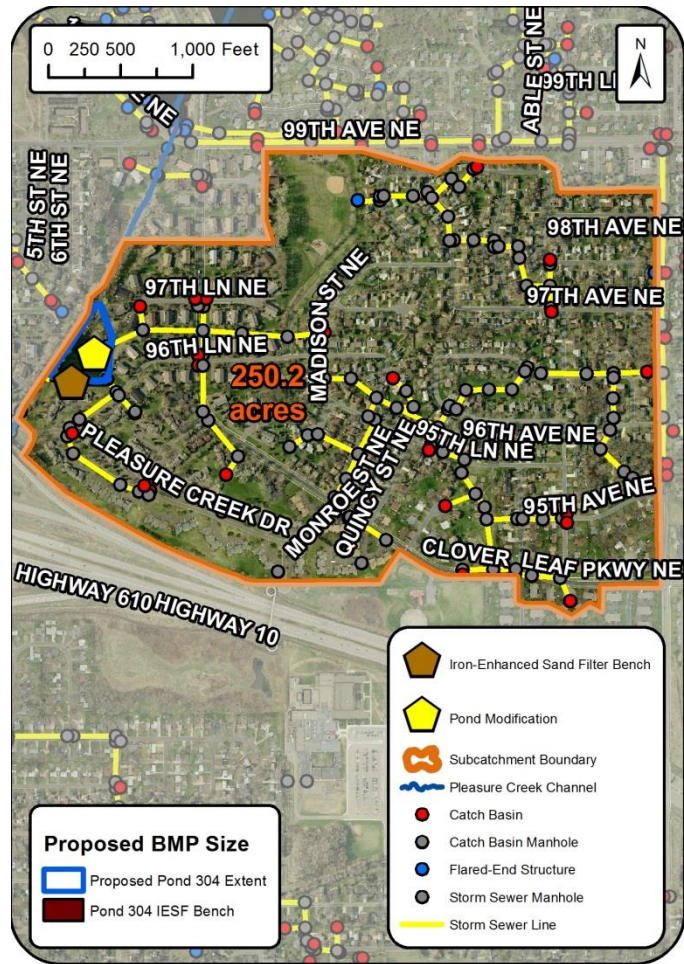 0 250 500 1,000 Feet
N
ABLE ST NE
99TH AVE NE
5TH ST NE
6TH ST NE
98TH AVE NE
97TH LN NE
MADISON ST NE
97TH AVE NE
96TH LN NE
250.2
acres
96TH AVE NE
95TH LN NE
PLEASURE CREEK DR
MONROE ST NE
QUINCY ST NE
95TH AVE NE
CLOVER LEAF PKWY NE
HIGHWAY 610
HIGHWAY 10
Iron-Enhanced Sand Filter Bench
Pond Modification
Subcatchment Boundary
Pleasure Creek Channel
Catch Basin
Catch Basin Manhole
Flared-End Structure
Storm Sewer Manhole
Storm Sewer Line
Proposed BMP Size
Proposed Pond 304 Extent
Pond 304 IESF Bench